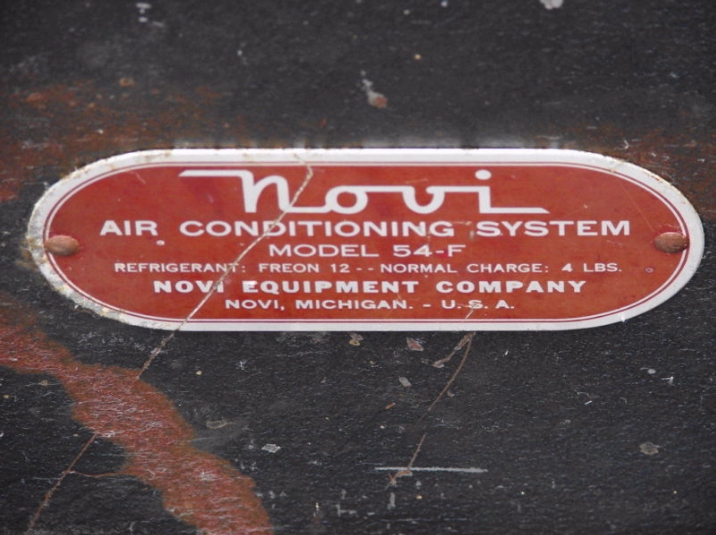 novi
AIR CONDITIONING SYSTEM
MODEL 54-F
REFRIGERANT: FREON 12 -- NORMAL CHARGE: 4 LBS.
NOVI EQUIPMENT COMPANY
NOVI, MICHIGAN. - U.S.A.